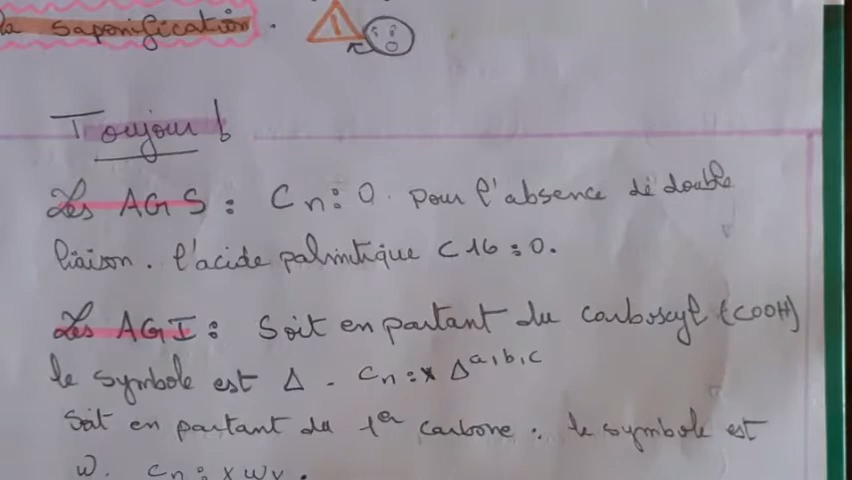 la saponification.
Toujour !
Les AGS : Cn:0. pour l'absence de double
liaison. l'acide palmitique C16:0.
Les AGI : Soit en partant du carboxyl (COOH)
le symbole est Δ - Cn:x Δa,b,c
Soit en partant du 1er carbone : le symbole est
ω. Cn:xωy.